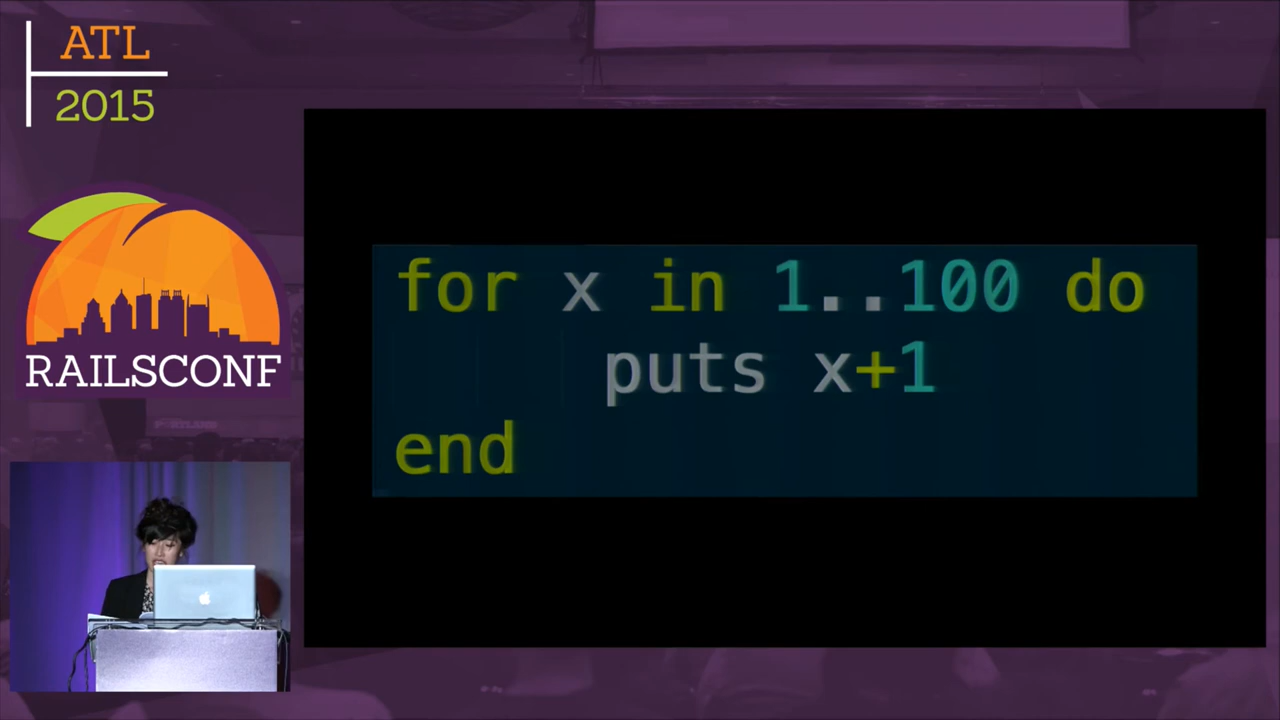 ATL
2015
RAILSCONF
for x in 1..100 do
    puts x+1
end